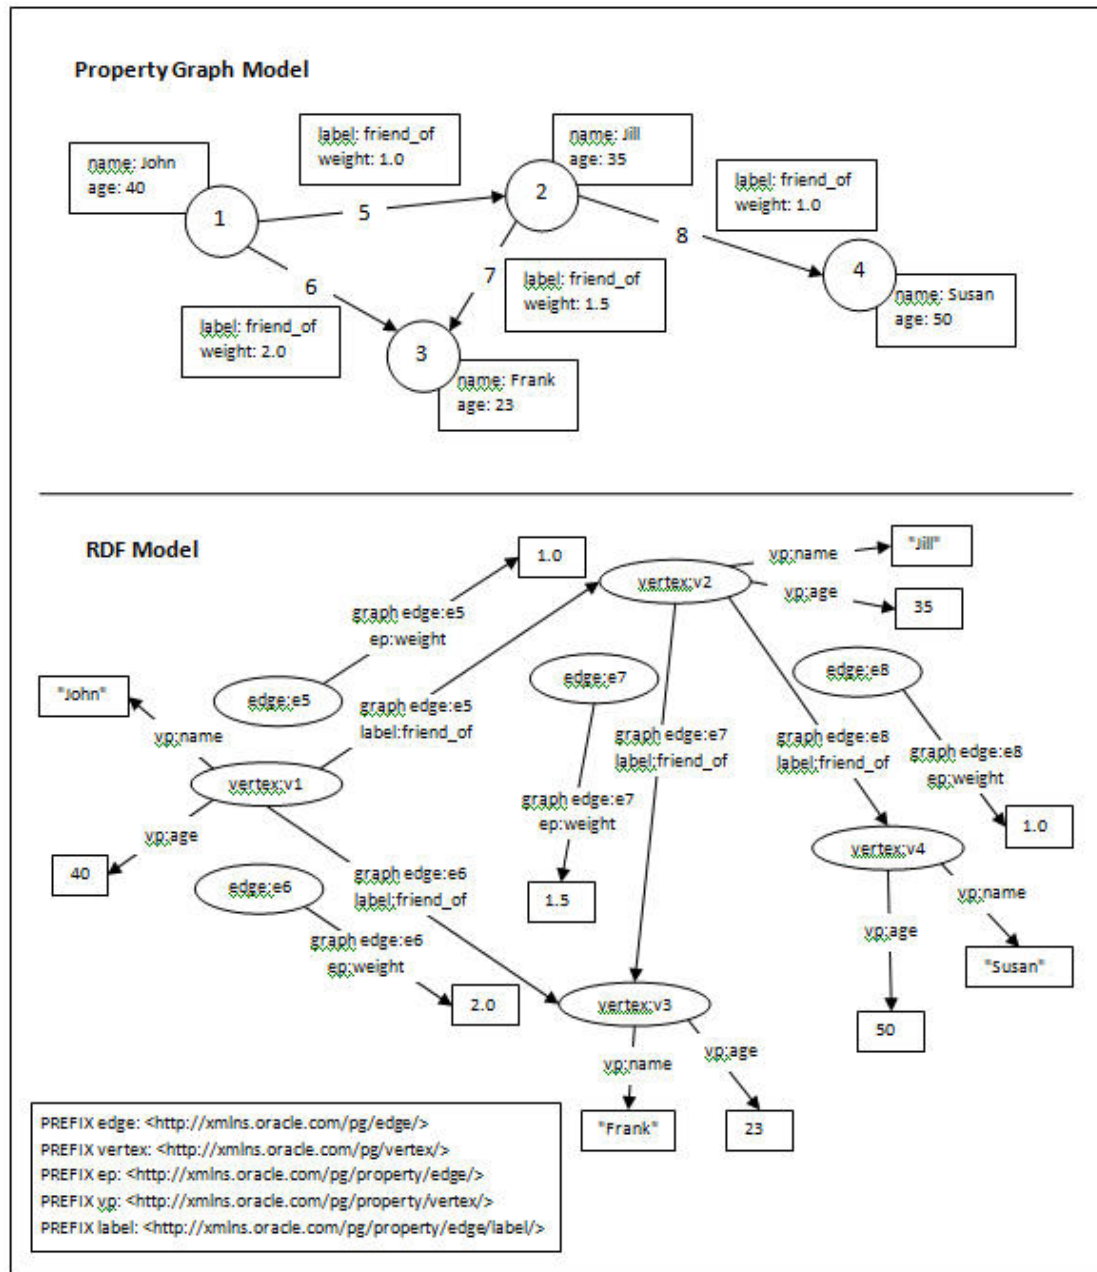 Property Graph Model
label: friend_of
weight: 1.0
name: Jill
age: 35
name: John
age: 40
label: friend_of
weight: 1.0
1
5
2
8
4
6
7
label: friend_of
weight: 1.5
name: Susan
age: 50
label: friend_of
weight: 2.0
3
name: Frank
age: 23
RDF Model
1.0
vertex:v2
vp:name
"Jill"
vp:age
35
graph edge:e5
ep:weight
"John"
edge:e5
edge:e7
edge:e8
vp:name
graph edge:e5
label:friend_of
graph edge:e7
label:friend_of
graph edge:e8
label:friend_of
graph edge:e8
ep:weight
vertex:v1
vp:age
graph edge:e7
ep:weight
1.0
40
edge:e6
graph edge:e6
label:friend_of
1.5
vertex:v4
vp:name
vp:age
graph edge:e6
ep:weight
"Susan"
2.0
vertex:v3
50
vp:name
vp:age
"Frank"
23
PREFIX edge: <http://xmlns.oracle.com/pg/edge/>
PREFIX vertex: <http://xmlns.oracle.com/pg/vertex/>
PREFIX ep: <http://xmlns.oracle.com/pg/property/edge/>
PREFIX vp: <http://xmlns.oracle.com/pg/property/vertex/>
PREFIX label: <http://xmlns.oracle.com/pg/property/edge/label/>